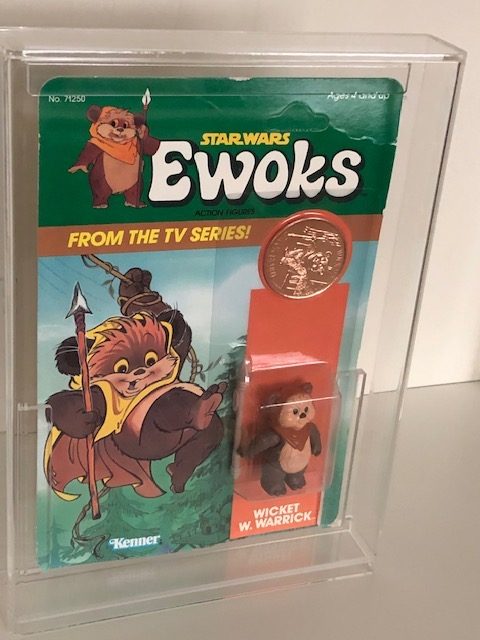 No. 71250
Ages 4 and up
STAR WARS
EWOKS
ACTION FIGURES
FROM THE TV SERIES!
WICKET
W. WARRICK
Kenner